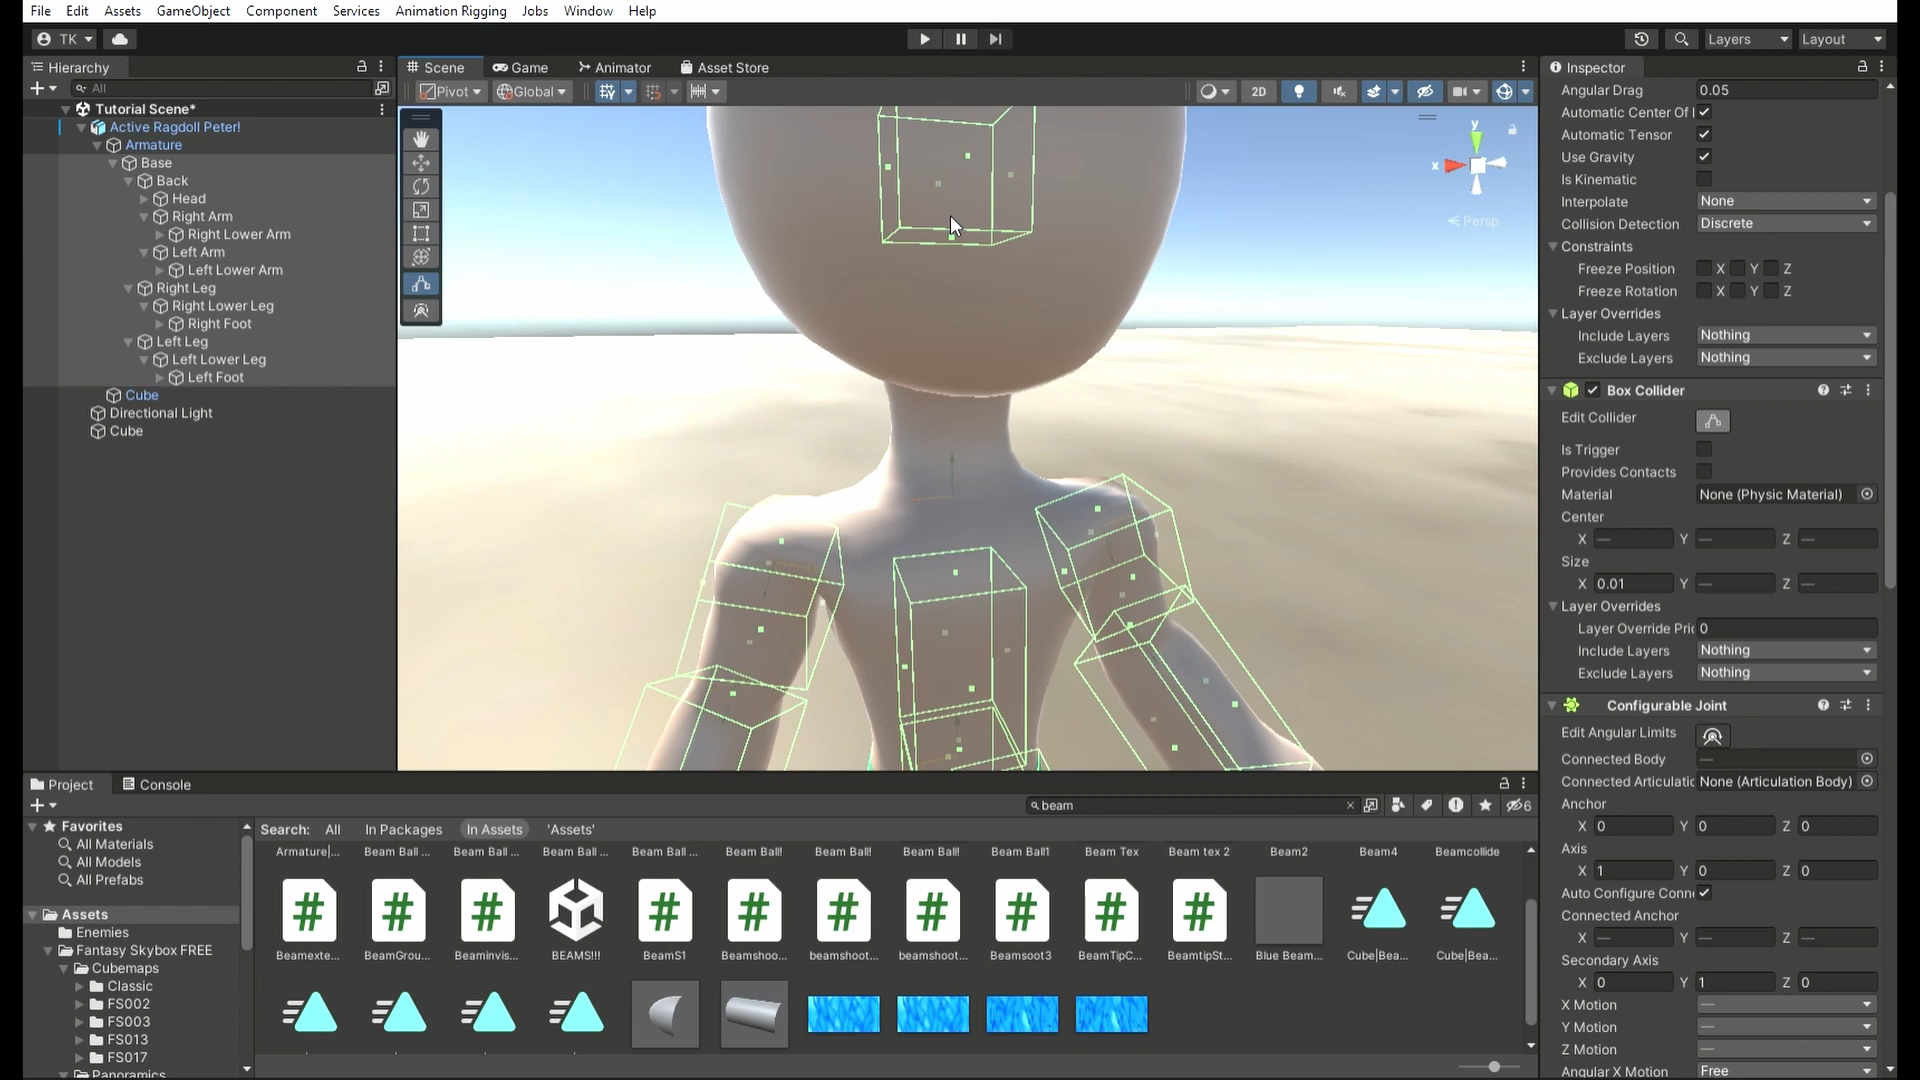 File Edit Assets GameObject Component Services Animation Rigging Jobs Window Help
TK Layers Layout
Hierarchy
All
Tutorial Scene*
Active Ragdoll Peter!
Armature
Base
Back
Head
Right Arm
Right Lower Arm
Left Arm
Left Lower Arm
Right Leg
Right Lower Leg
Right Foot
Left Leg
Left Lower Leg
Left Foot
Cube
Directional Light
Cube
Scene Game Animator Asset Store
Pivot Global 2D
y
x
Persp
Inspector
Angular Drag 0.05
Automatic Center Of
Automatic Tensor
Use Gravity
Is Kinematic
Interpolate None
Collision Detection Discrete
Constraints
Freeze Position X Y Z
Freeze Rotation X Y Z
Layer Overrides
Include Layers Nothing
Exclude Layers Nothing
Box Collider
Edit Collider
Is Trigger
Provides Contacts
Material None (Physic Material)
Center
X — Y — Z —
Size
X 0.01 Y — Z —
Layer Overrides
Layer Override Pri 0
Include Layers Nothing
Exclude Layers Nothing
Configurable Joint
Edit Angular Limits
Connected Body —
Connected Articulati None (Articulation Body)
Anchor
X 0 Y 0 Z 0
Axis
X 1 Y 0 Z 0
Auto Configure Conn
Connected Anchor
X — Y — Z —
Secondary Axis
X 0 Y 1 Z 0
X Motion —
Y Motion —
Z Motion —
Angular X Motion Free
Project Console
beam 6
Favorites
All Materials
All Models
All Prefabs
Assets
Enemies
Fantasy Skybox FREE
Cubemaps
Classic
FS002
FS003
FS013
FS017
Panoramics
Search: All In Packages In Assets 'Assets'
Armature|... Beam Ball ... Beam Ball ... Beam Ball ... Beam Ball ... Beam Ball! Beam Ball! Beam Ball! Beam Ball1 Beam Tex Beam tex 2 Beam2 Beam4 Beamcollide
Beamexte... BeamGrou... Beaminvis... BEAMS!!! BeamS1 Beamshoo... beamshoot... beamshoot... Beamsoot3 BeamTipC... BeamtipSt... Blue Beam... Cube|Bea... Cube|Bea...